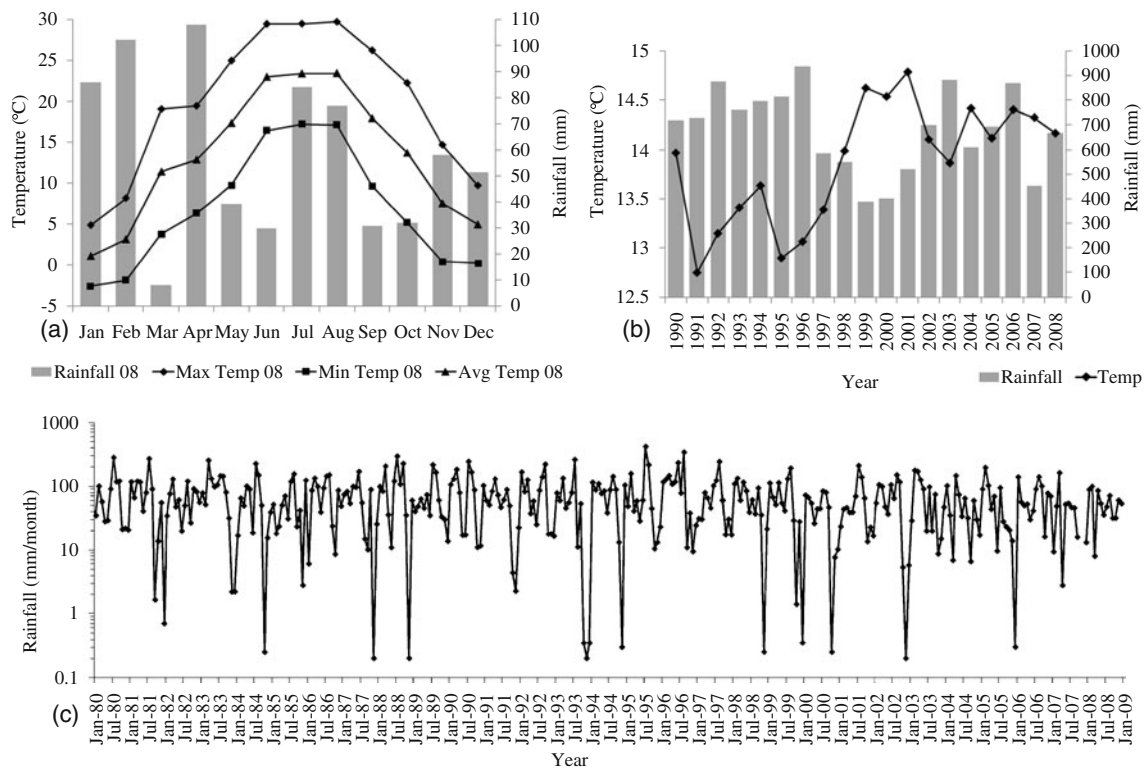 30
25
20
15
10
5
0
-5
Temperature (°C)
110
100
90
80
70
60
50
40
30
20
10
0
Rainfall (mm)
(a)
Jan Feb Mar Apr May Jun Jul Aug Sep Oct Nov Dec
Rainfall 08 Max Temp 08 Min Temp 08 Avg Temp 08
15
14.5
14
13.5
13
12.5
Temperature (°C)
1000
900
800
700
600
500
400
300
200
100
0
Rainfall (mm)
(b)
1990 1991 1992 1993 1994 1995 1996 1997 1998 1999 2000 2001 2002 2003 2004 2005 2006 2007 2008
Year
Rainfall Temp
1000
100
10
1
0.1
Rainfall (mm/month)
(c)
Jan-80 Jul-80 Jan-81 Jul-81 Jan-82 Jul-82 Jan-83 Jul-83 Jan-84 Jul-84 Jan-85 Jul-85 Jan-86 Jul-86 Jan-87 Jul-87 Jan-88 Jul-88 Jan-89 Jul-89 Jan-90 Jul-90 Jan-91 Jul-91 Jan-92 Jul-92 Jan-93 Jul-93 Jan-94 Jul-94 Jan-95 Jul-95 Jan-96 Jul-96 Jan-97 Jul-97 Jan-98 Jul-98 Jan-99 Jul-99 Jan-00 Jul-00 Jan-01 Jul-01 Jan-02 Jul-02 Jan-03 Jul-03 Jan-04 Jul-04 Jan-05 Jul-05 Jan-06 Jul-06 Jan-07 Jul-07 Jan-08 Jul-08 Jan-09
Year